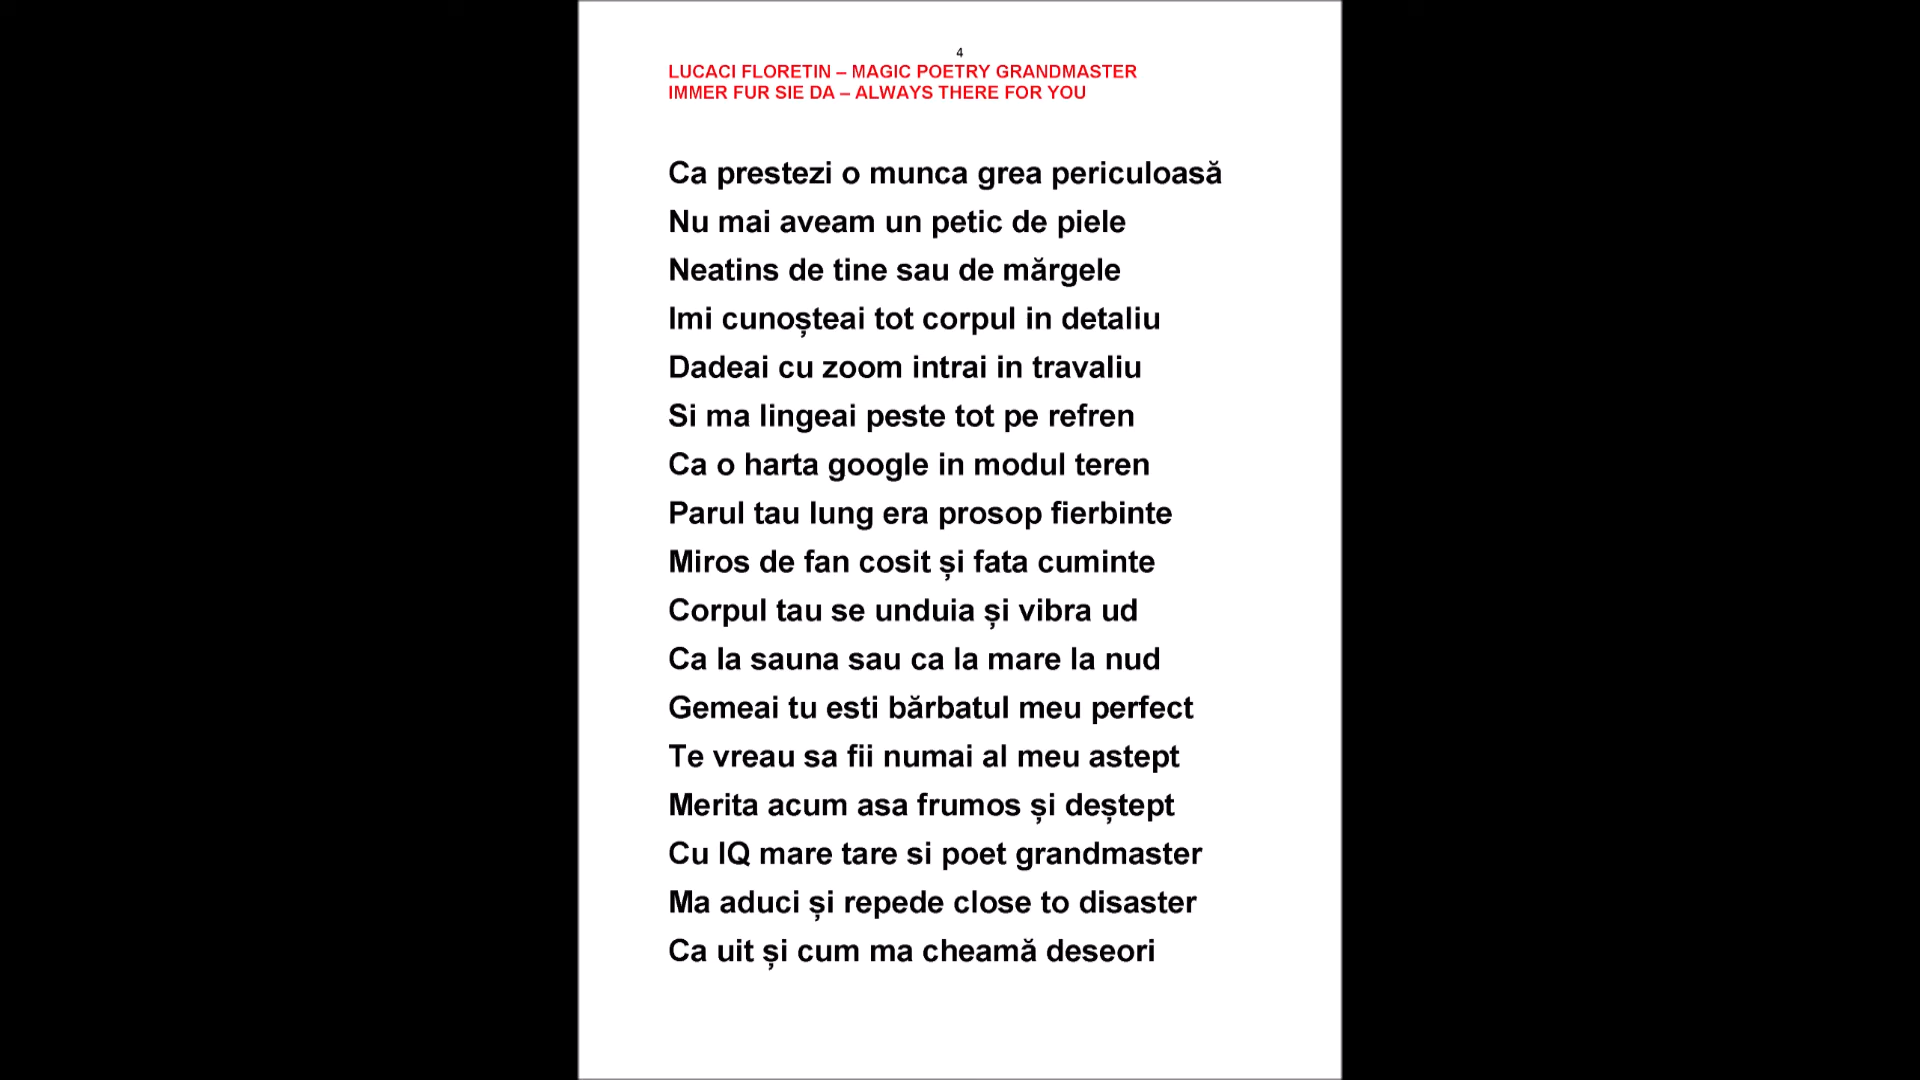 4
LUCACI FLORETIN – MAGIC POETRY GRANDMASTER
IMMER FUR SIE DA – ALWAYS THERE FOR YOU
Ca prestezi o munca grea periculoasă
Nu mai aveam un petic de piele
Neatins de tine sau de mărgele
Imi cunoșteai tot corpul in detaliu
Dadeai cu zoom intrai in travaliu
Si ma lingeai peste tot pe refren
Ca o harta google in modul teren
Parul tau lung era prosop fierbinte
Miros de fan cosit și fata cuminte
Corpul tau se unduia și vibra ud
Ca la sauna sau ca la mare la nud
Gemeai tu esti bărbatul meu perfect
Te vreau sa fii numai al meu astept
Merita acum asa frumos și deștept
Cu IQ mare tare si poet grandmaster
Ma aduci și repede close to disaster
Ca uit și cum ma cheamă deseori